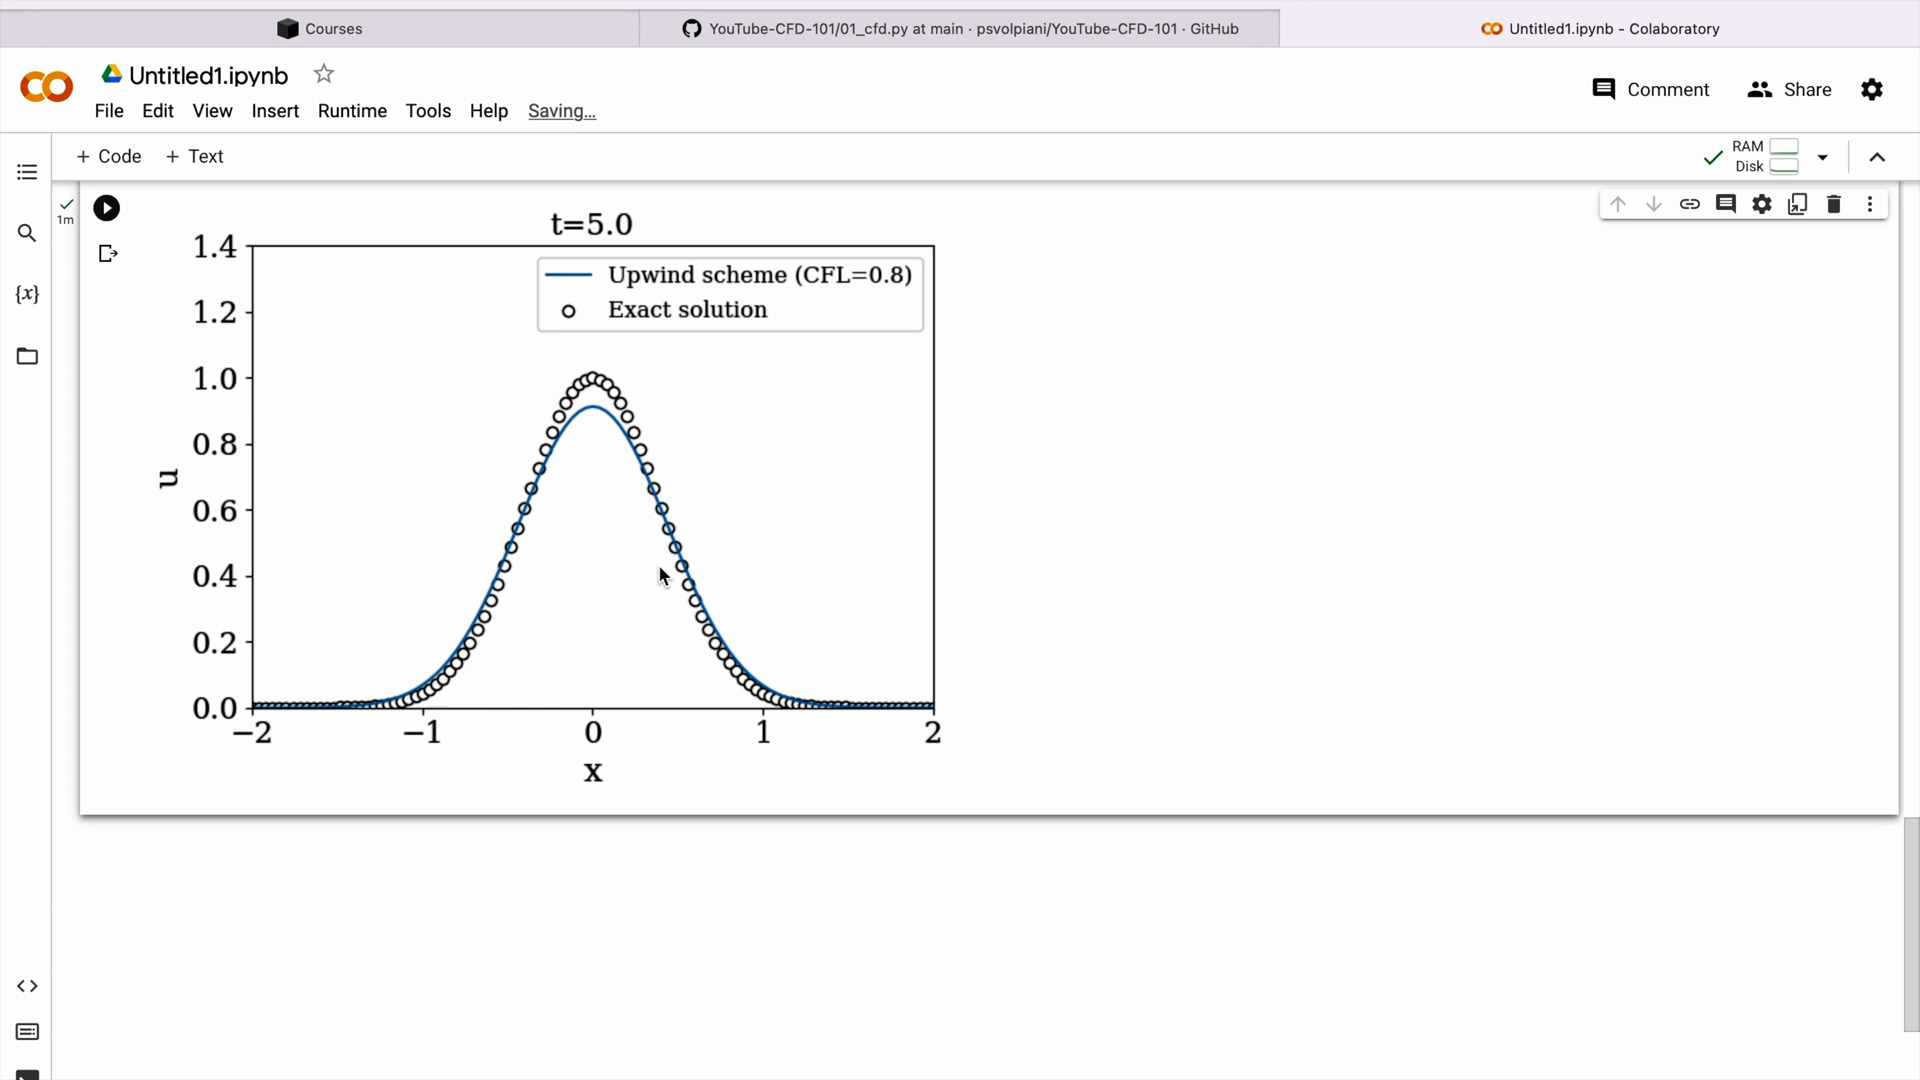 Courses
YouTube-CFD-101/01_cfd.py at main · psvolpiani/YouTube-CFD-101 · GitHub
Untitled1.ipynb - Colaboratory
Untitled1.ipynb
Comment
Share
File Edit View Insert Runtime Tools Help Saving...
+ Code + Text
RAM
Disk
1m
{x}
t=5.0
1.4
Upwind scheme (CFL=0.8)
Exact solution
1.2
1.0
0.8
u
0.6
0.4
0.2
0.0
−2 −1 0 1 2
x